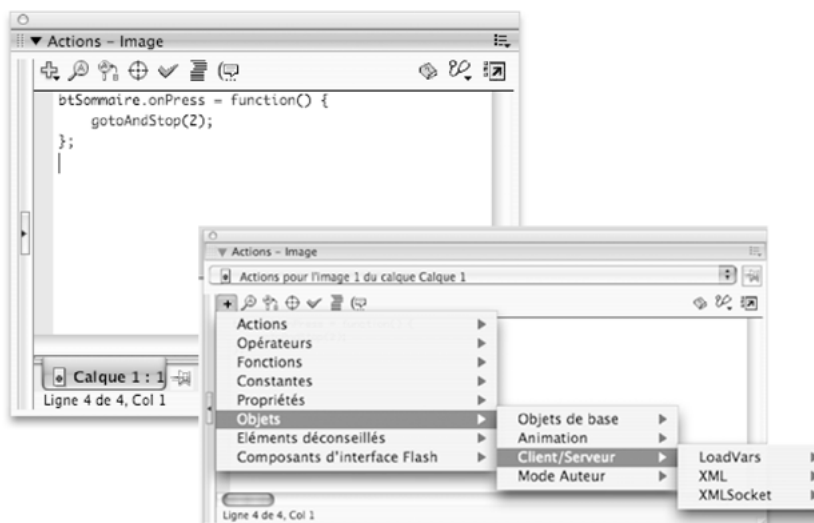 Actions – Image
btSommaire.onPress = function() {
gotoAndStop(2);
};
Calque 1 : 1
Ligne 4 de 4, Col 1
Actions – Image
Actions pour l'image 1 du calque Calque 1
Actions
Opérateurs
Fonctions
Constantes
Propriétés
Objets
Eléments déconseillés
Composants d'interface Flash
Objets de base
Animation
Client/Serveur
Mode Auteur
LoadVars
XML
XMLSocket
Ligne 4 de 4, Col 1